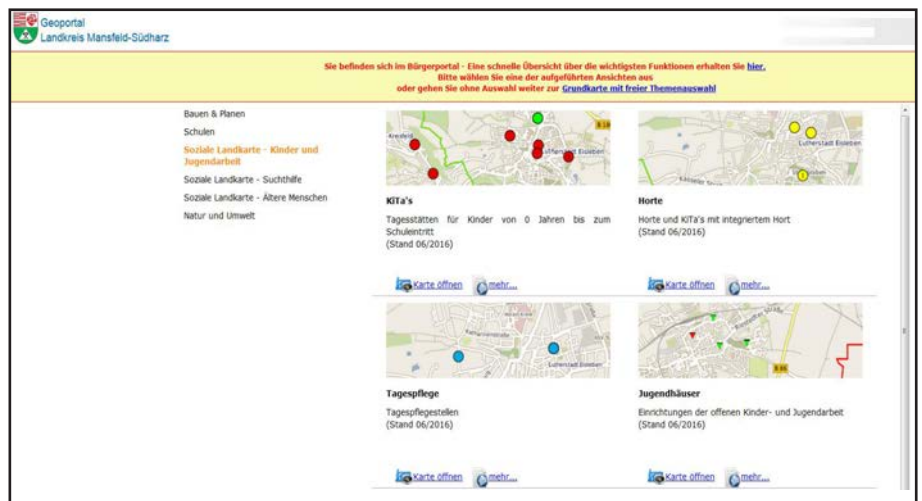 Geoportal
Landkreis Mansfeld-Südharz
Sie befinden sich im Bürgerportal - Eine schnelle Übersicht über die wichtigsten Funktionen erhalten Sie hier.
Bitte wählen Sie eine der aufgeführten Ansichten aus
oder gehen Sie ohne Auswahl weiter zur Grundkarte mit freier Themenauswahl
Bauen & Planen
Schulen
Soziale Landkarte - Kinder und
Jugendarbeit
Soziale Landkarte - Suchthilfe
Soziale Landkarte - Ältere Menschen
Natur und Umwelt
KiTa's
Tagesstätten für Kinder von 0 Jahren bis zum
Schuleintritt
(Stand 06/2016)
Karte öffnen mehr...
Lutherstadt Eisleben
Horte
Horte und KiTa's mit integriertem Hort
(Stand 06/2016)
Karte öffnen mehr...
Lutherstadt Eisleben
Tagespflege
Tagespflegestellen
(Stand 06/2016)
Karte öffnen mehr...
B 86
Jugendhäuser
Einrichtungen der offenen Kinder- und Jugendarbeit
(Stand 06/2016)
Karte öffnen mehr...